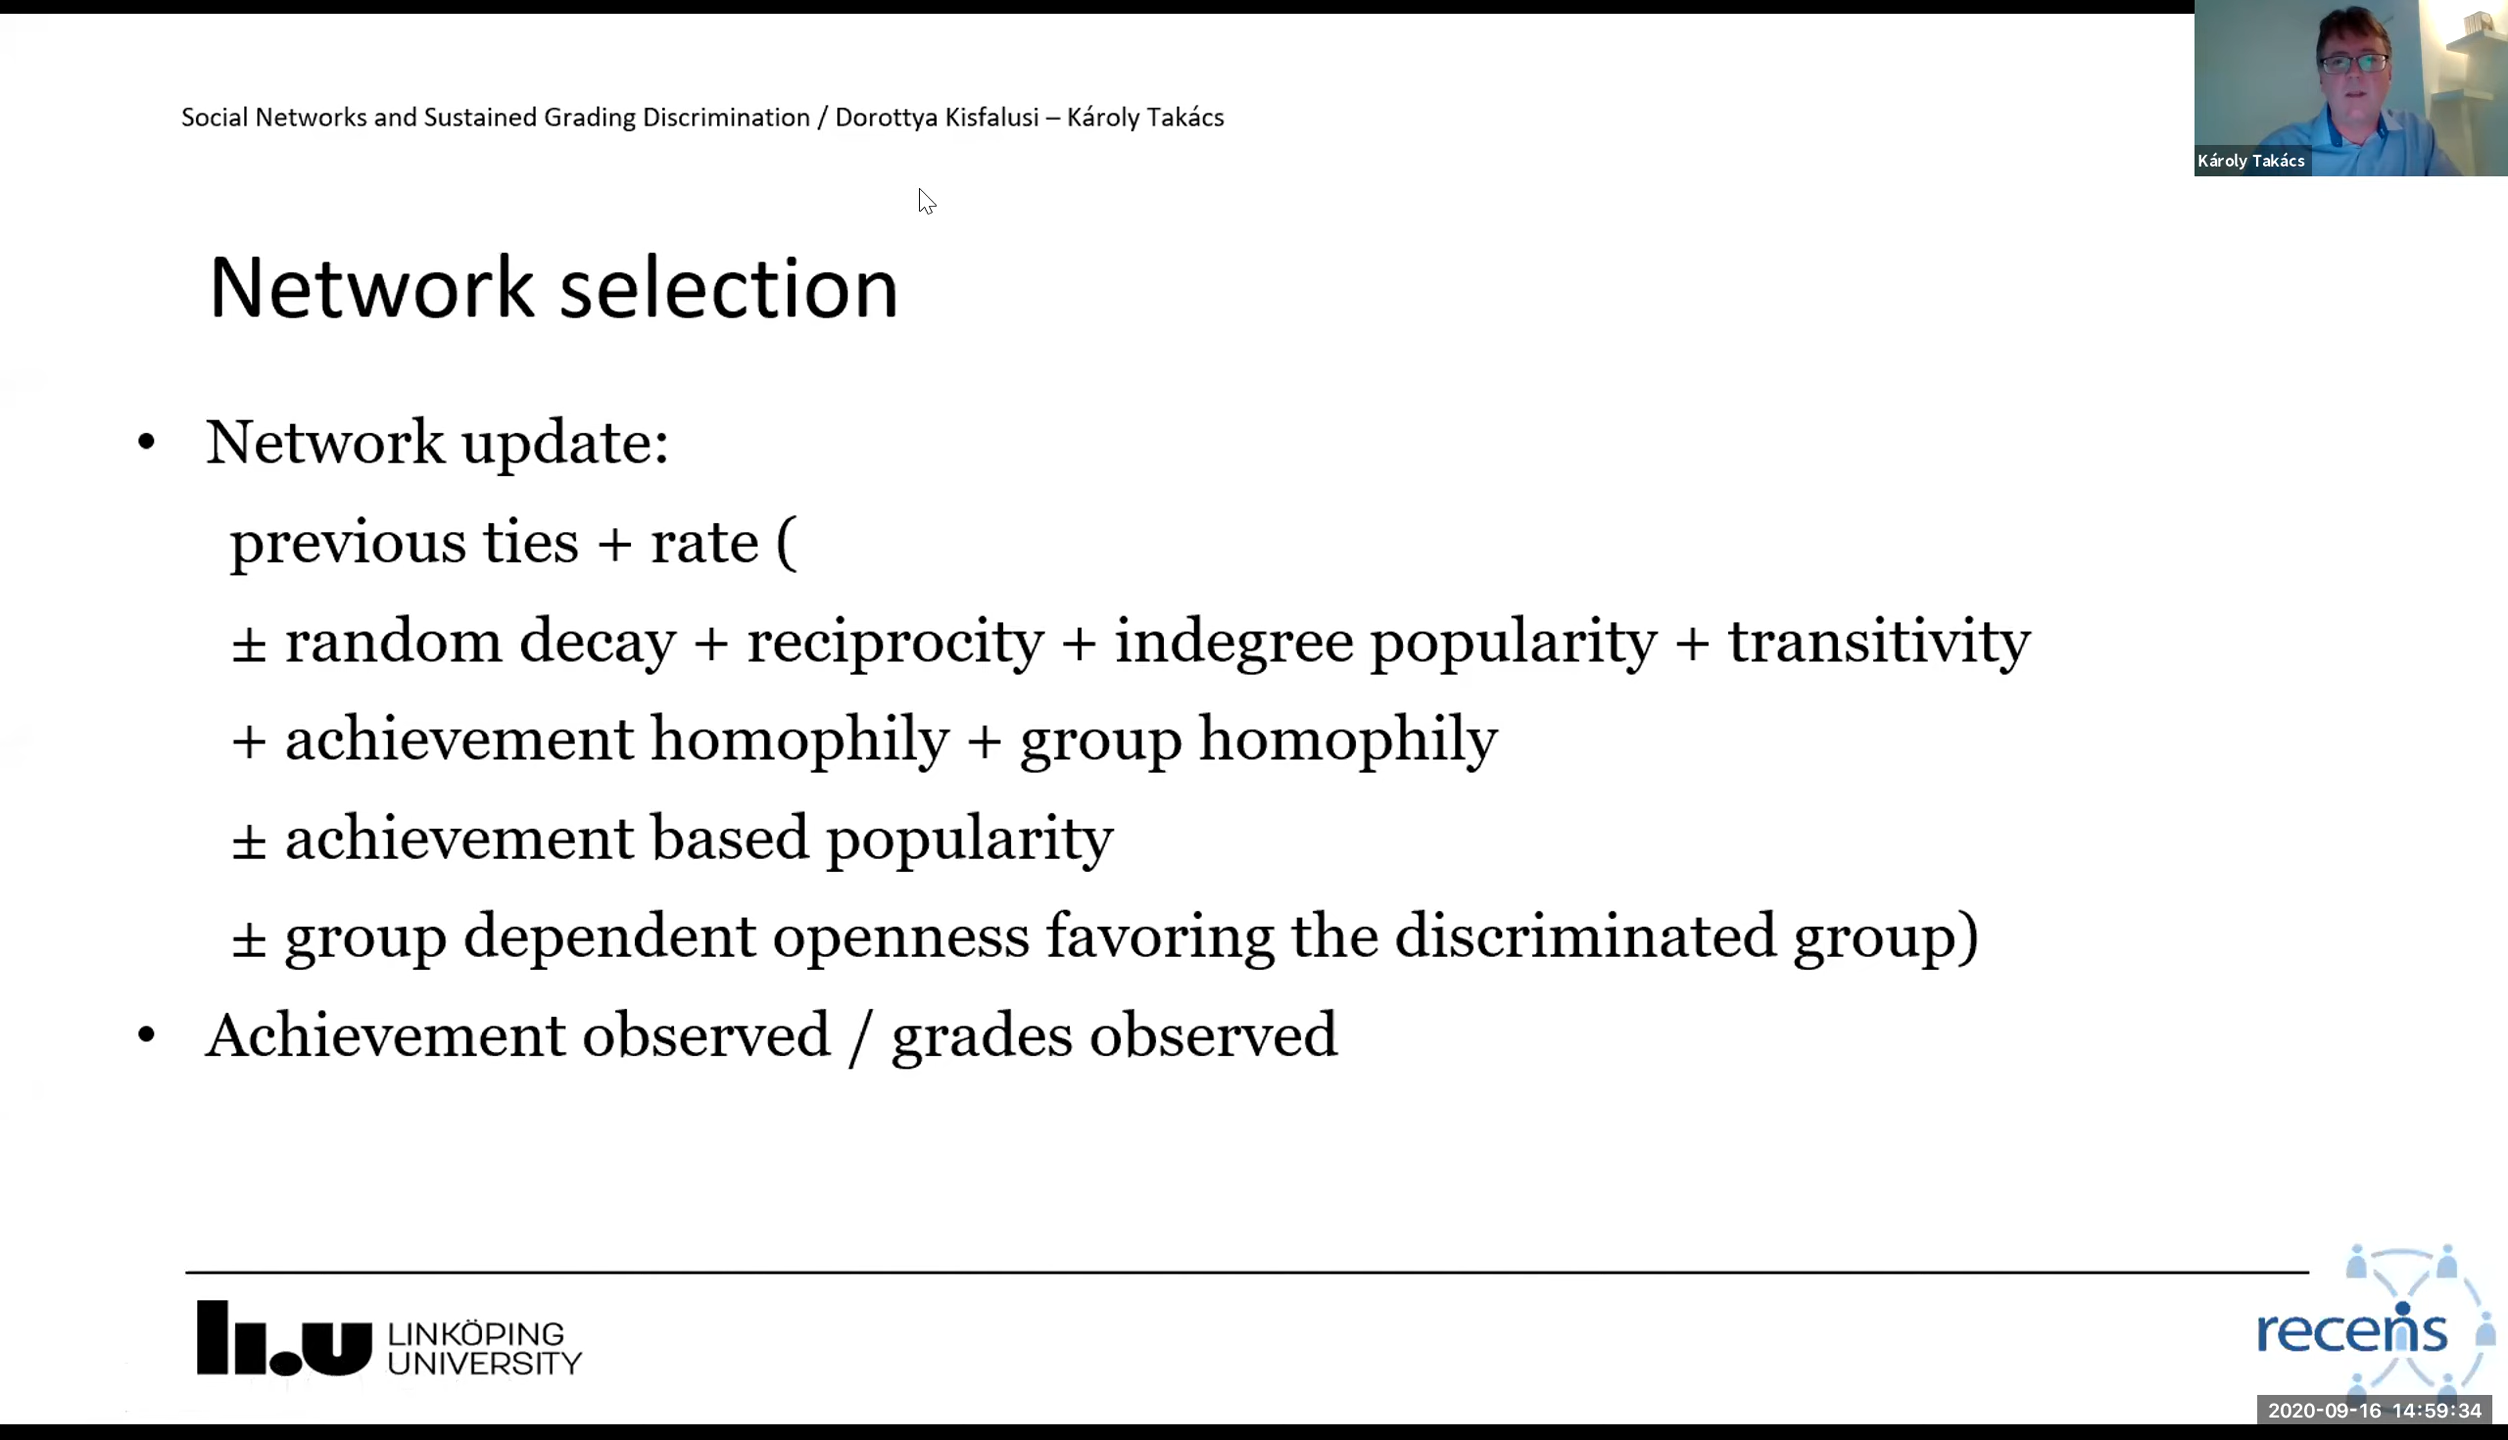 Social Networks and Sustained Grading Discrimination / Dorottya Kisfalusi – Károly Takács
Károly Takács
Network selection
• Network update:
previous ties + rate (
± random decay + reciprocity + indegree popularity + transitivity
+ achievement homophily + group homophily
± achievement based popularity
± group dependent openness favoring the discriminated group)
• Achievement observed / grades observed
li.u LINKÖPING
UNIVERSITY
recens
2020-09-16 14:59:34